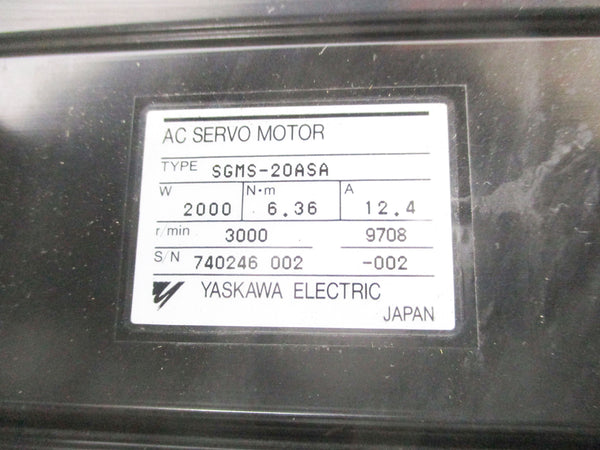 AC SERVO MOTOR
TYPE SGMS-20ASA
W N·m A
2000 6.36 12.4
r/min 3000 9708
S/N 740246 002 -002
YASKAWA ELECTRIC
JAPAN